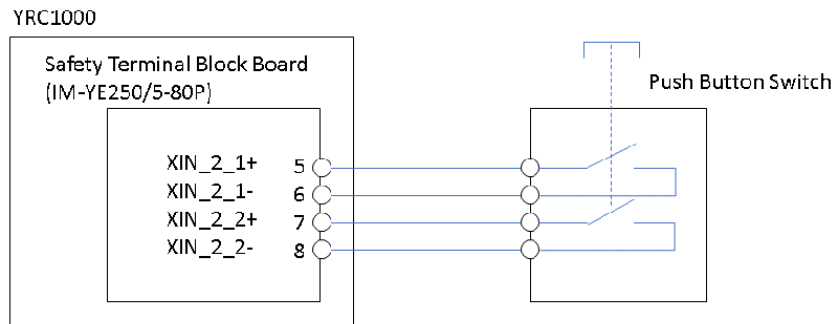 YRC1000
Safety Terminal Block Board
(IM-YE250/5-80P)
Push Button Switch
XIN_2_1+ 5
XIN_2_1- 6
XIN_2_2+ 7
XIN_2_2- 8